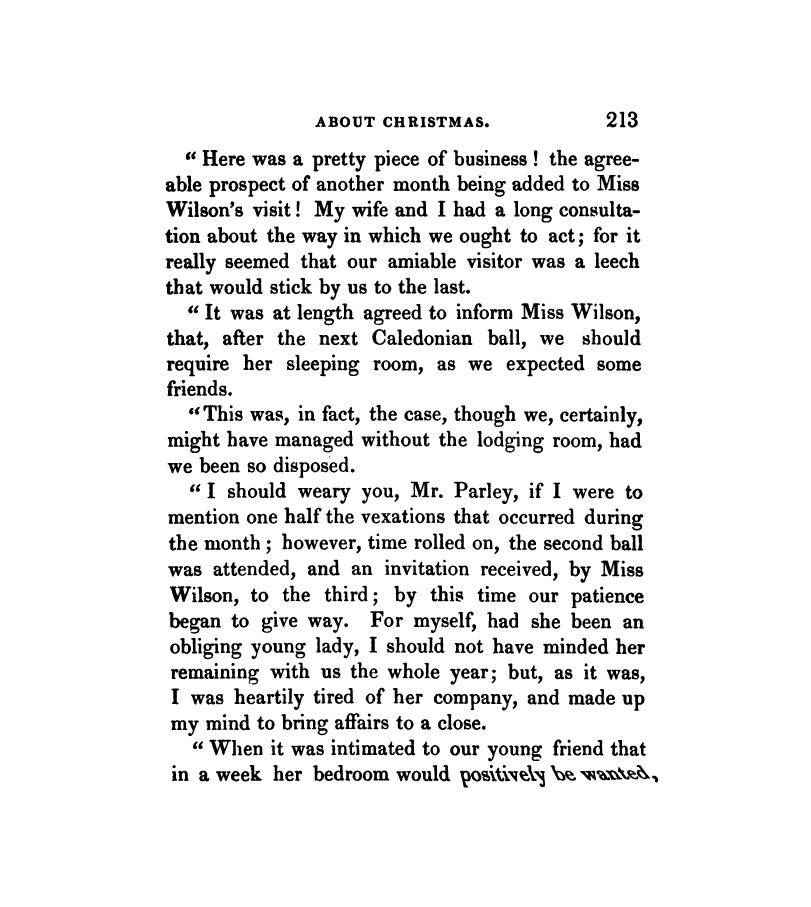 ABOUT CHRISTMAS. 213
“ Here was a pretty piece of business ! the agree-
able prospect of another month being added to Miss
Wilson’s visit ! My wife and I had a long consulta-
tion about the way in which we ought to act ; for it
really seemed that our amiable visitor was a leech
that would stick by us to the last.
“ It was at length agreed to inform Miss Wilson,
that, after the next Caledonian ball, we should
require her sleeping room, as we expected some
friends.
“ This was, in fact, the case, though we, certainly,
might have managed without the lodging room, had
we been so disposed.
“ I should weary you, Mr. Parley, if I were to
mention one half the vexations that occurred during
the month ; however, time rolled on, the second ball
was attended, and an invitation received, by Miss
Wilson, to the third ; by this time our patience
began to give way. For myself, had she been an
obliging young lady, I should not have minded her
remaining with us the whole year ; but, as it was,
I was heartily tired of her company, and made up
my mind to bring affairs to a close.
“ When it was intimated to our young friend that
in a week her bedroom would positively be wanted,